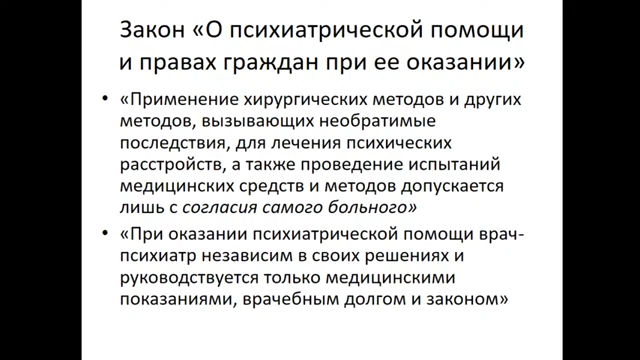 Закон «О психиатрической помощи
и правах граждан при ее оказании»
• «Применение хирургических методов и других
методов, вызывающих необратимые
последствия, для лечения психических
расстройств, а также проведение испытаний
медицинских средств и методов допускается
лишь с согласия самого больного»
• «При оказании психиатрической помощи врач-
психиатр независим в своих решениях и
руководствуется только медицинскими
показаниями, врачебным долгом и законом»